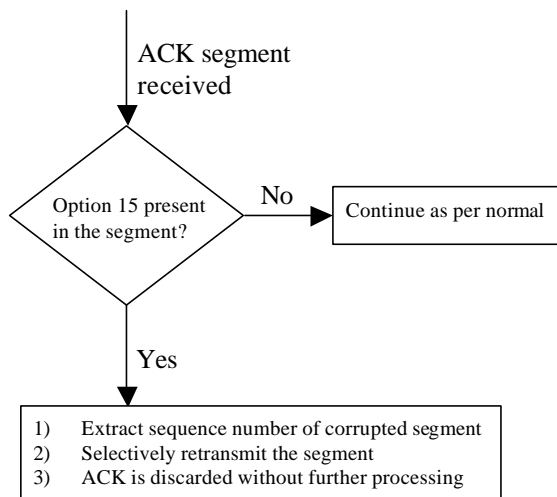 ACK segment
received
Option 15 present
in the segment?
No
Continue as per normal
Yes
1) Extract sequence number of corrupted segment
2) Selectively retransmit the segment
3) ACK is discarded without further processing